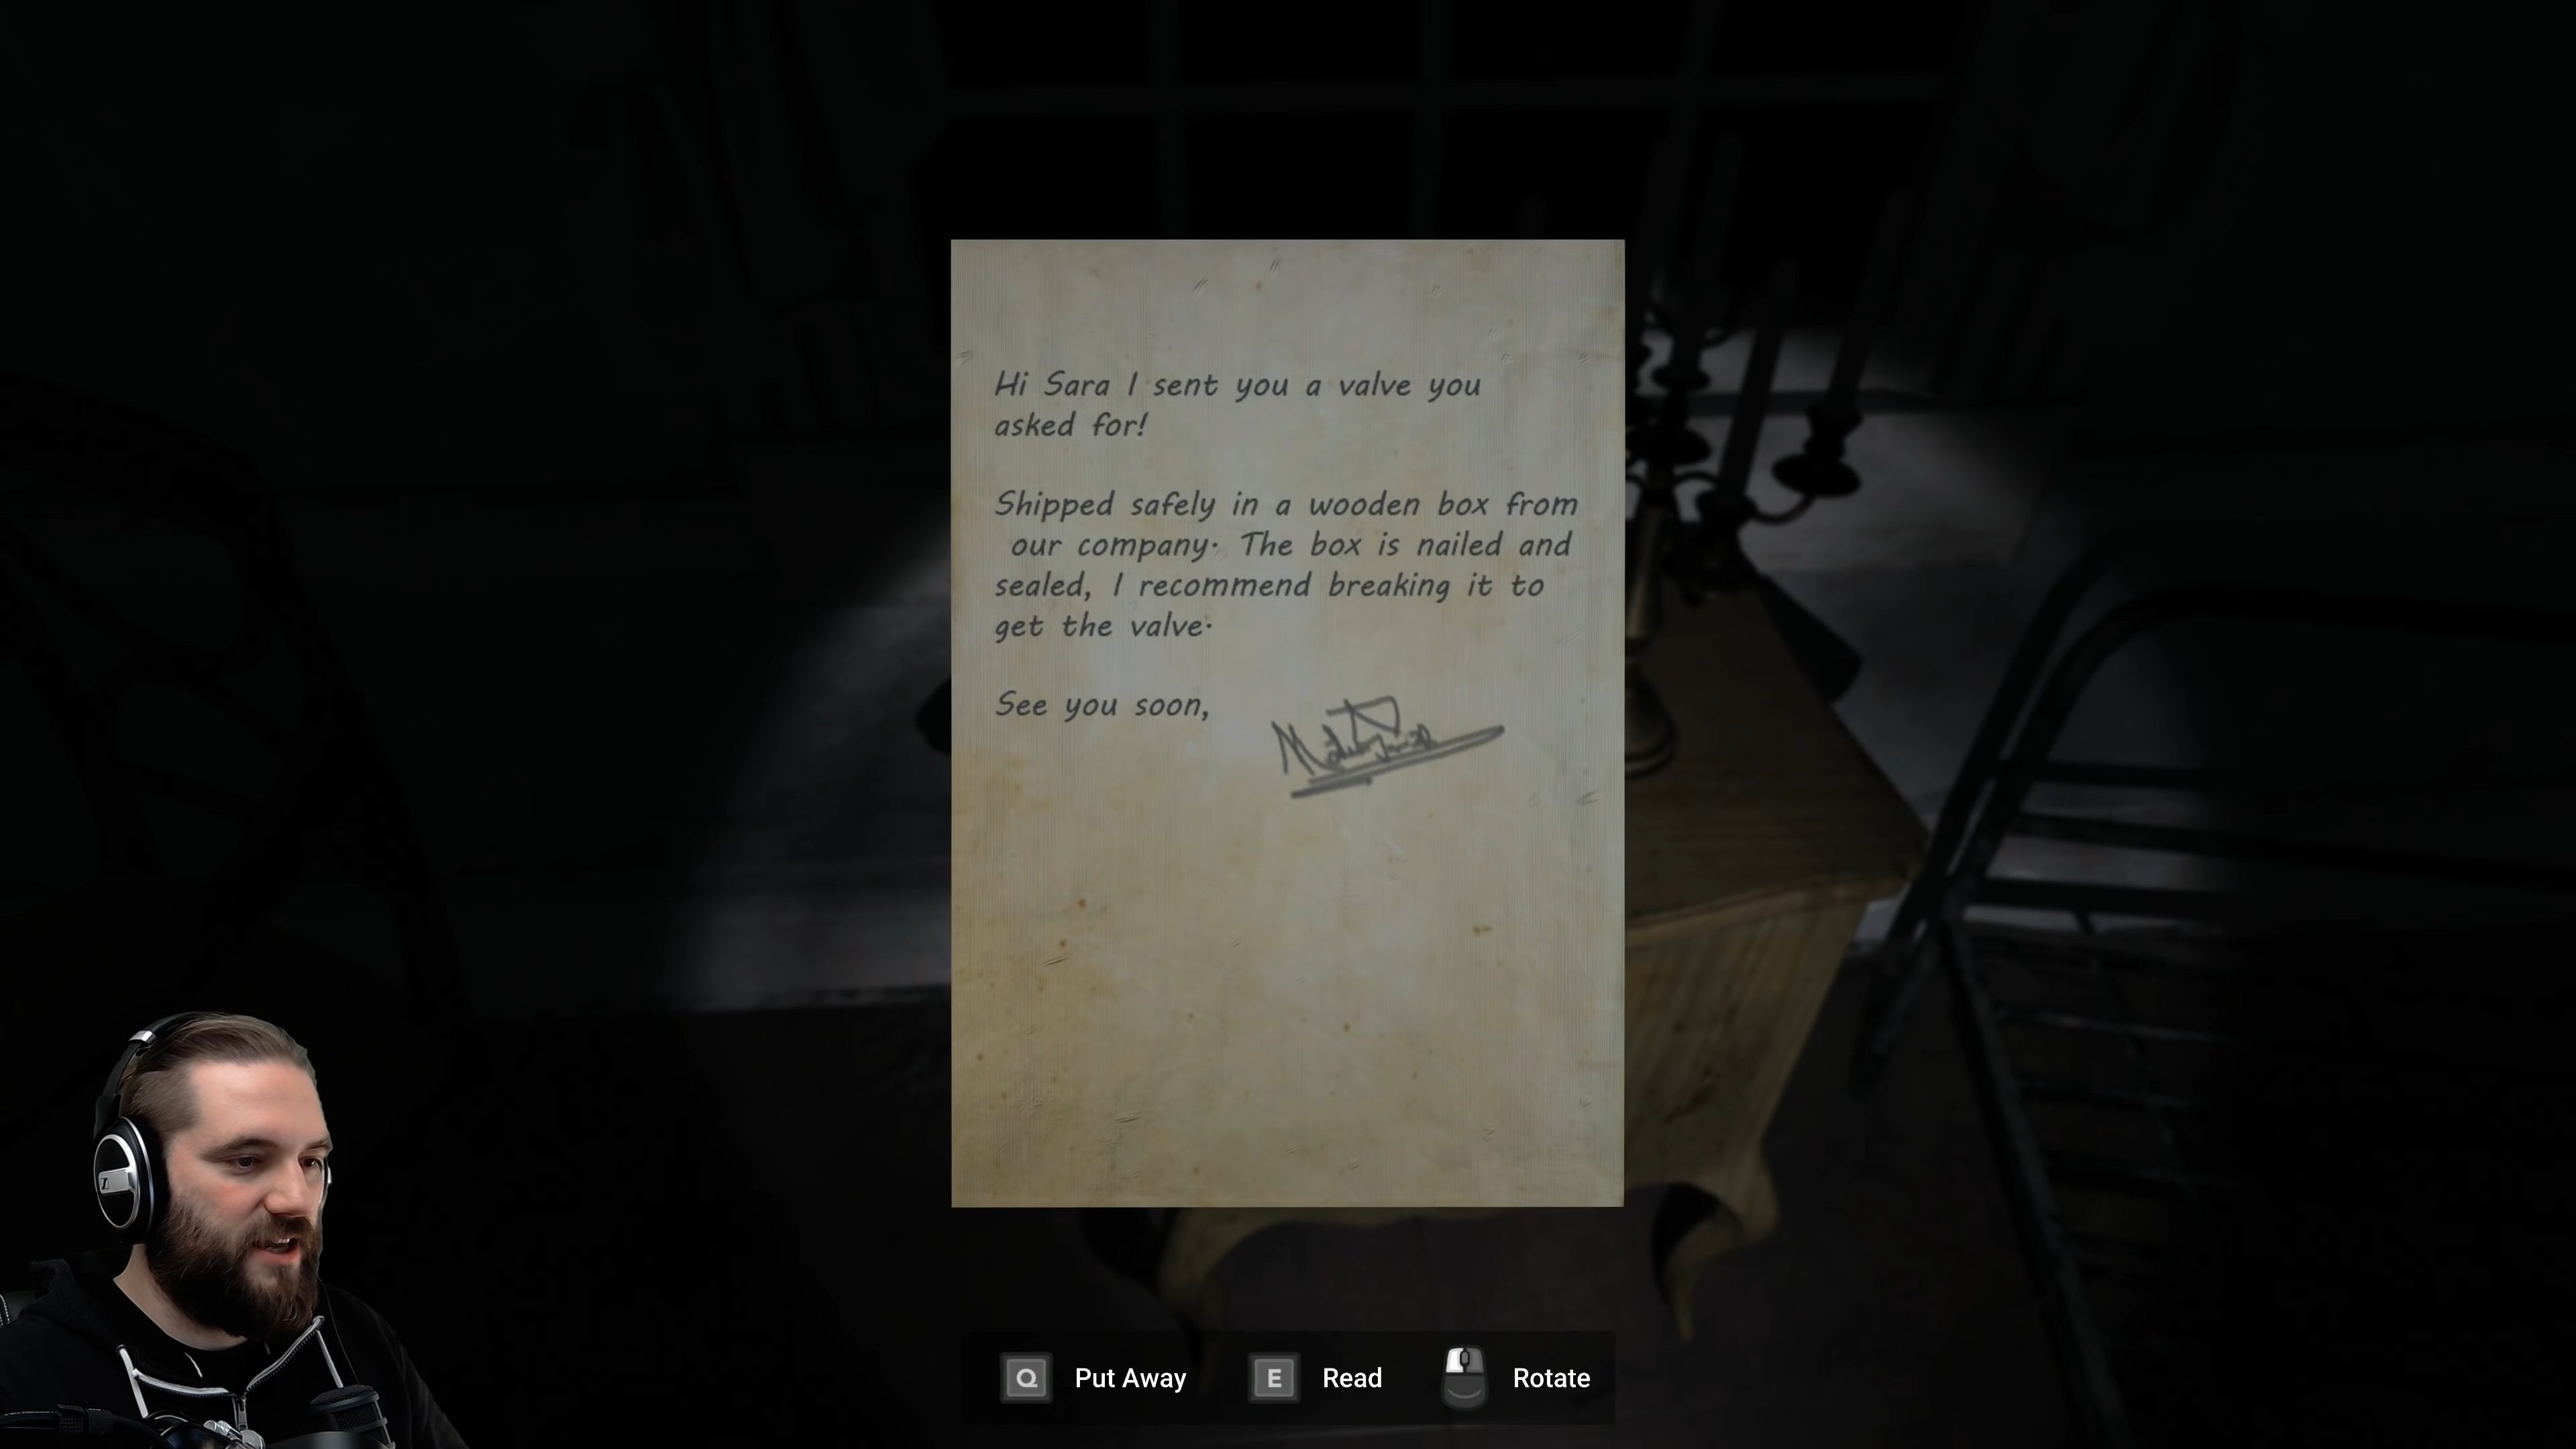 Hi Sara I sent you a valve you
asked for!
Shipped safely in a wooden box from
our company. The box is nailed and
sealed, I recommend breaking it to
get the valve.
See you soon,
Q Put Away E Read Rotate